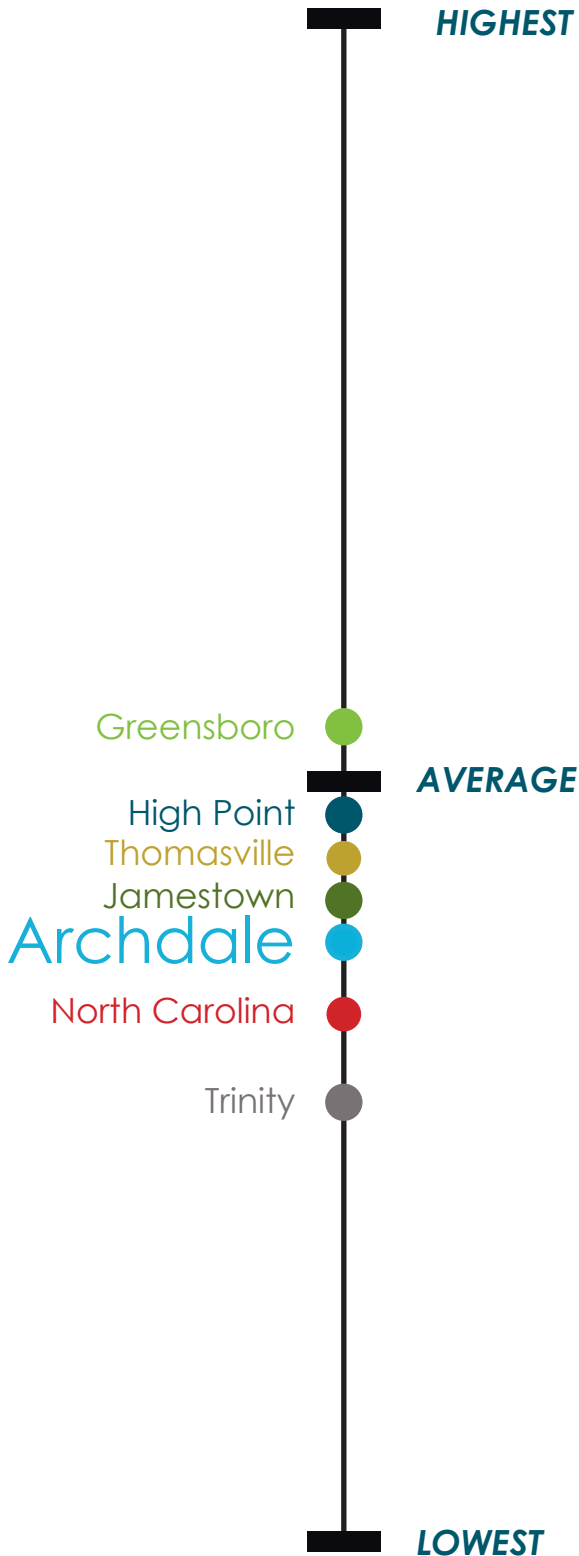 HIGHEST
Greensboro
AVERAGE
High Point
Thomasville
Jamestown
Archdale
North Carolina
Trinity
LOWEST